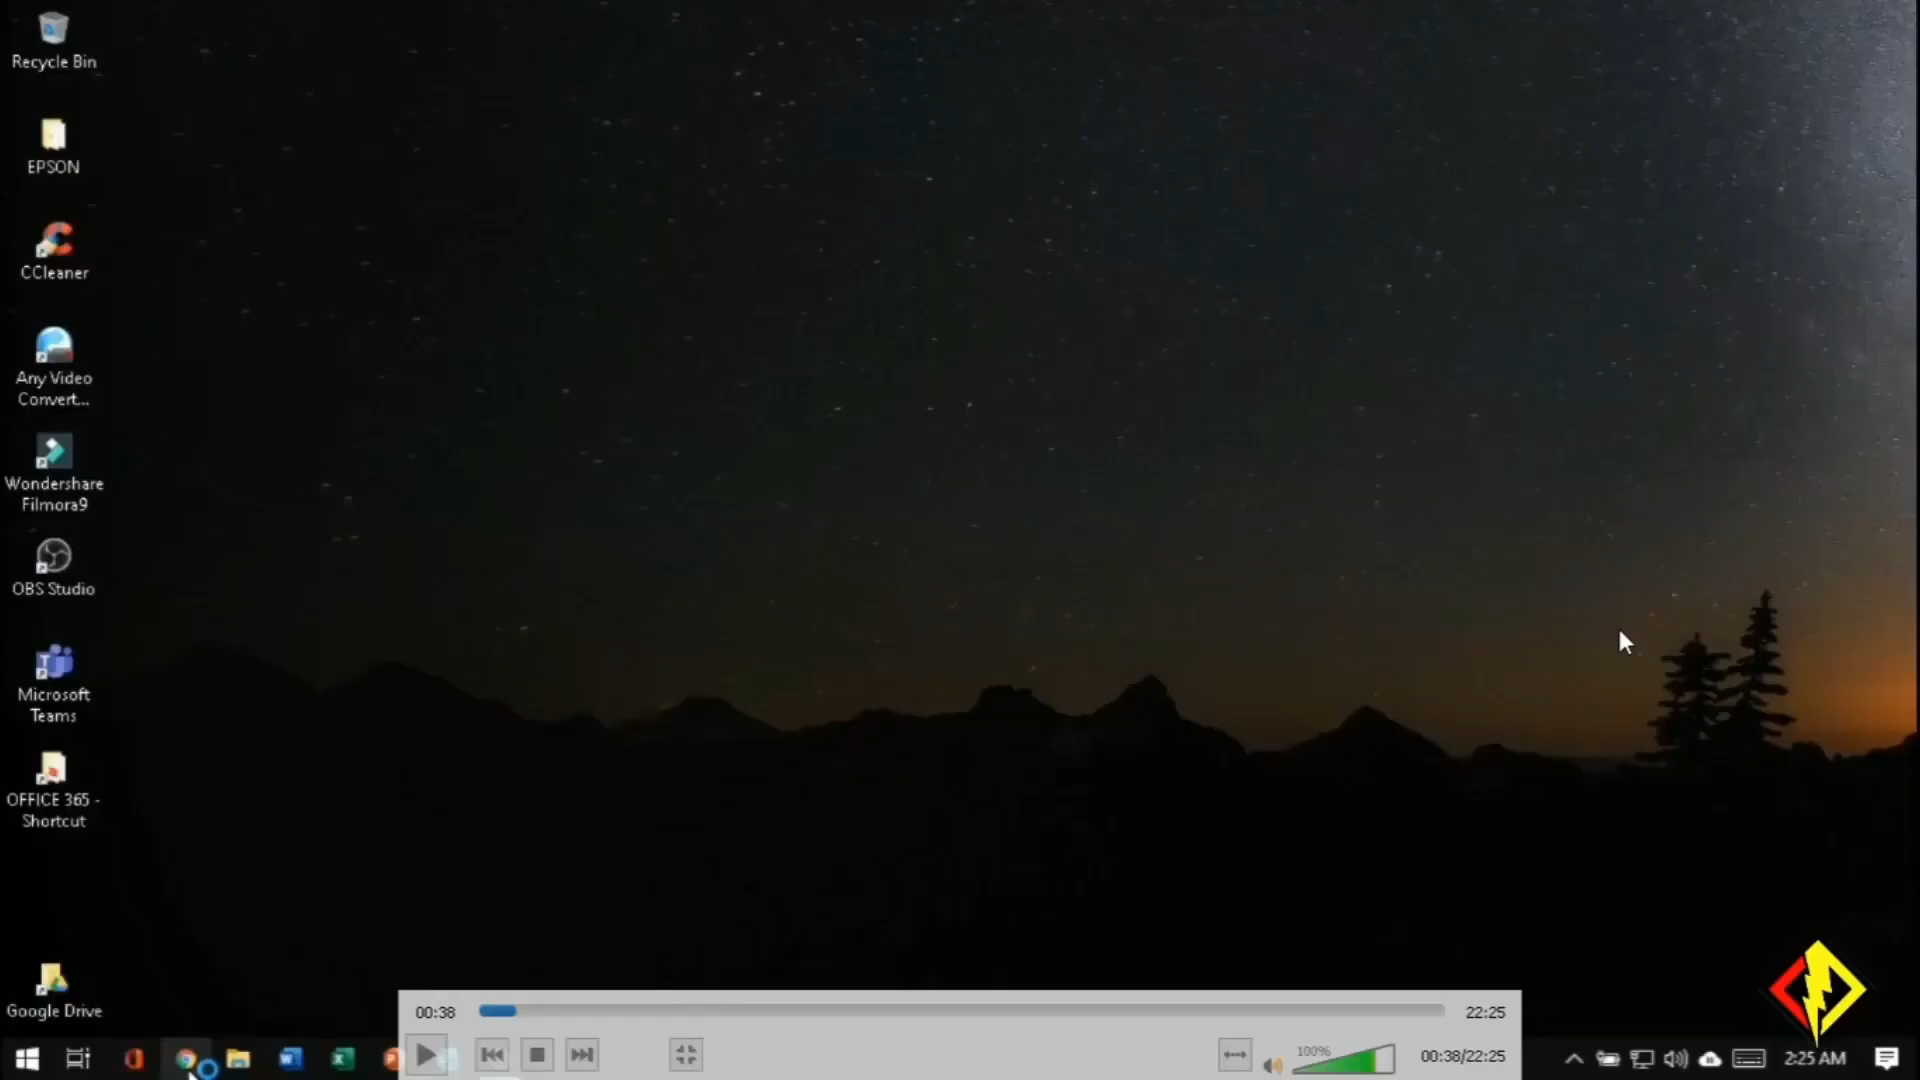 Recycle Bin
EPSON
CCleaner
Any Video
Convert...
Wondershare
Filmora9
OBS Studio
Microsoft
Teams
OFFICE 365 -
Shortcut
Google Drive
00:38
22:25
100%
00:38/22:25
2:25 AM